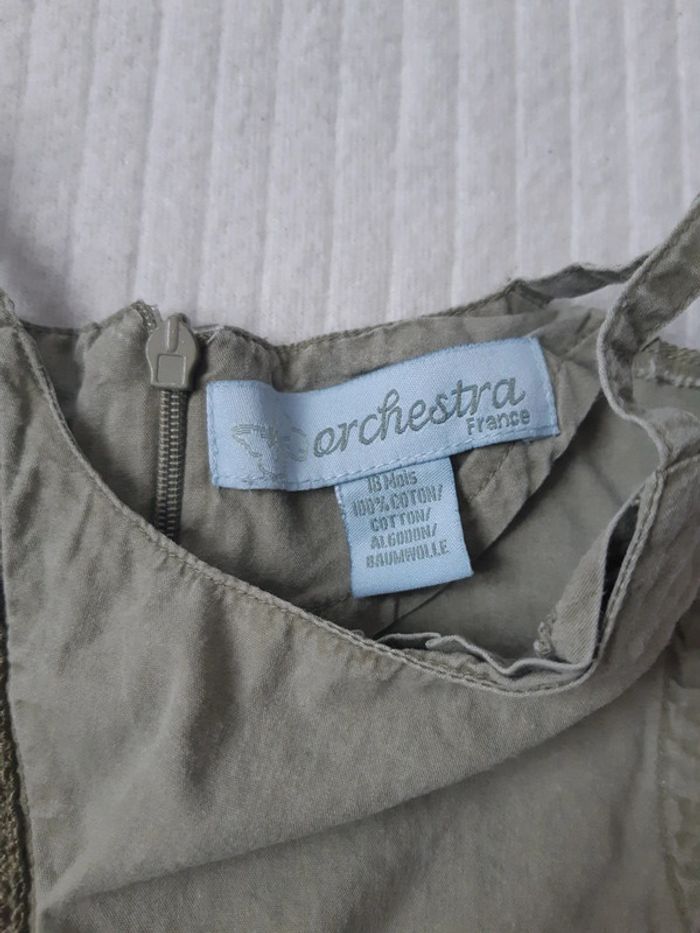 orchestra
France
18 Mois
100% COTON/
COTTON/
ALGODON/
BAUMWOLLE